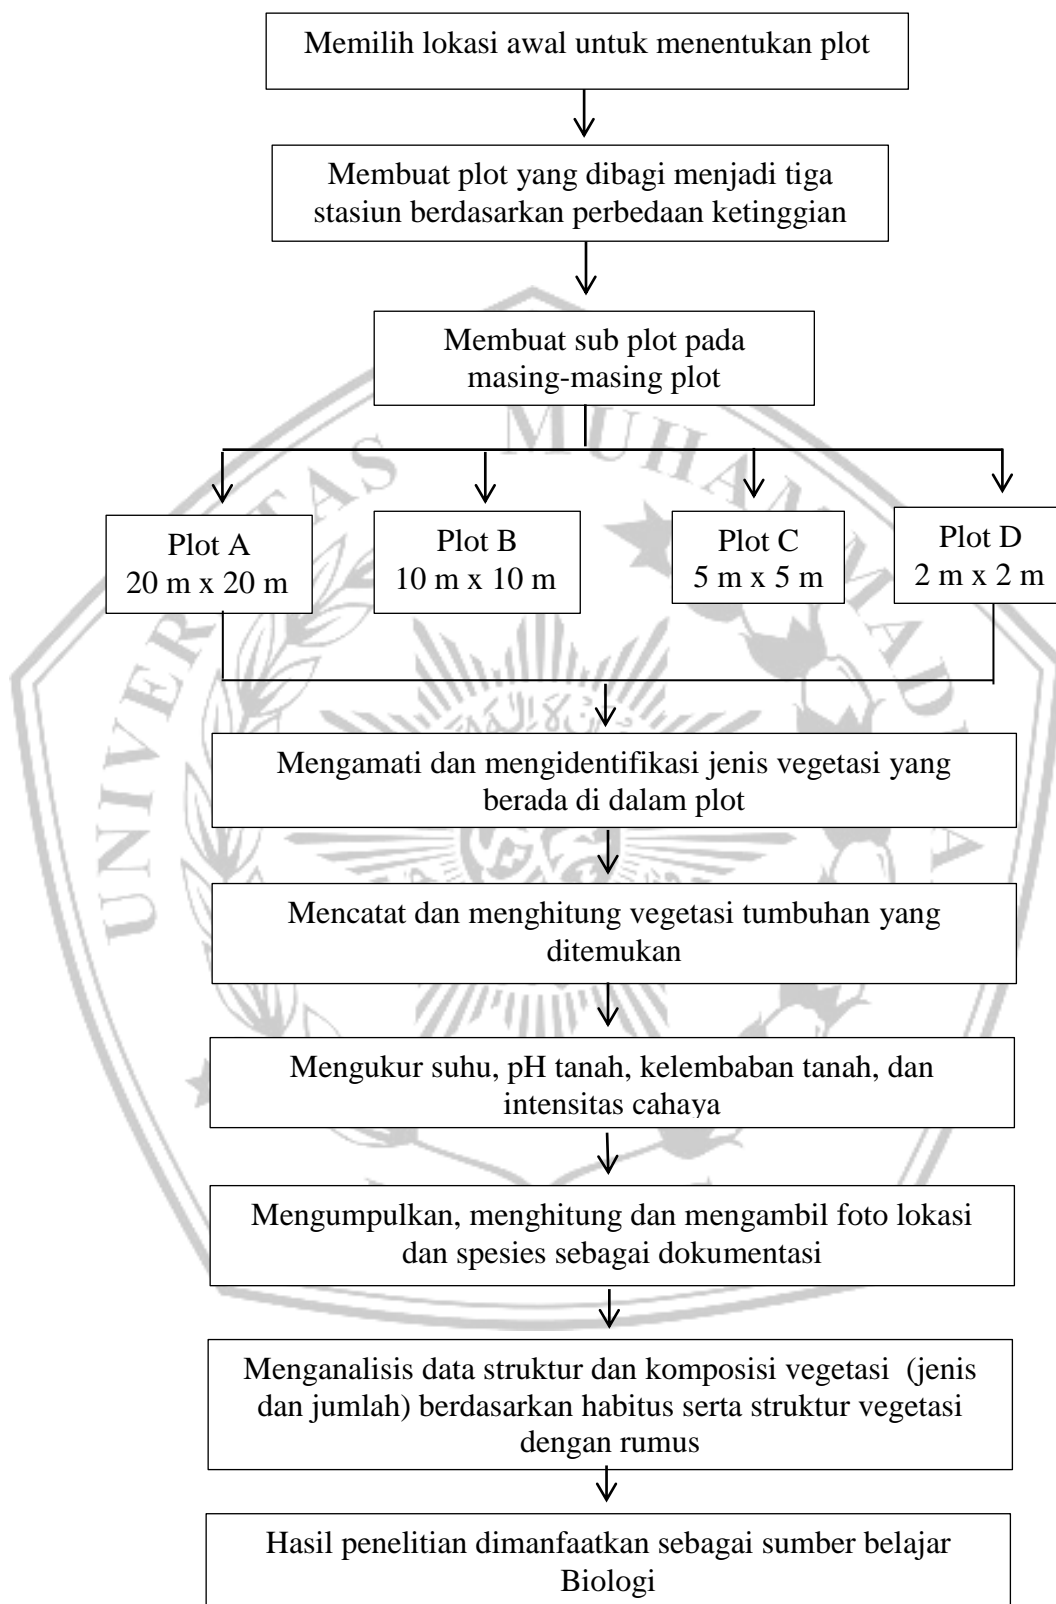 Memilih lokasi awal untuk menentukan plot
Membuat plot yang dibagi menjadi tiga
stasiun berdasarkan perbedaan ketinggian
Membuat sub plot pada
masing-masing plot
UNIVERSITAS MUHAMMADIYA
Plot A
20 m x 20 m
Plot B
10 m x 10 m
Plot C
5 m x 5 m
Plot D
2 m x 2 m
Mengamati dan mengidentifikasi jenis vegetasi yang
berada di dalam plot
Mencatat dan menghitung vegetasi tumbuhan yang
ditemukan
Mengukur suhu, pH tanah, kelembaban tanah, dan
intensitas cahaya
Mengumpulkan, menghitung dan mengambil foto lokasi
dan spesies sebagai dokumentasi
Menganalisis data struktur dan komposisi vegetasi (jenis
dan jumlah) berdasarkan habitus serta struktur vegetasi
dengan rumus
Hasil penelitian dimanfaatkan sebagai sumber belajar
Biologi